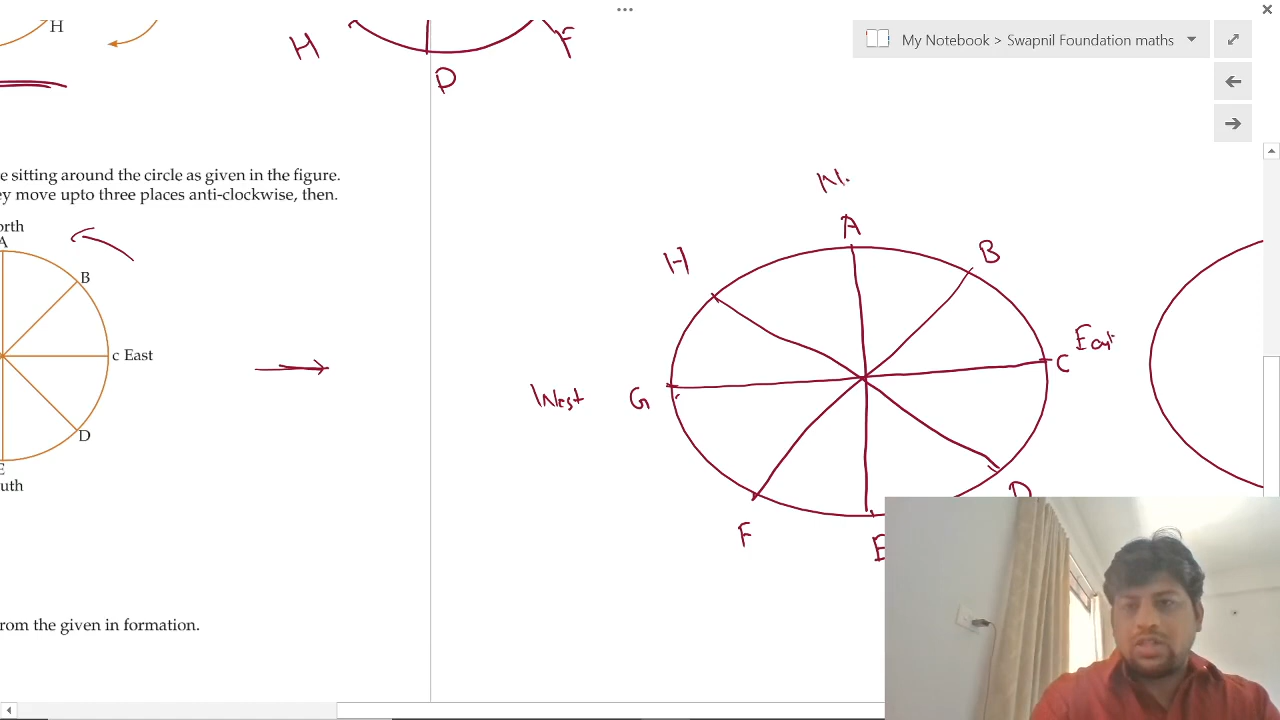 My Notebook > Swapnil Foundation maths
H
H
F
D
e sitting around the circle as given in the figure.
ey move upto three places anti-clockwise, then.
orth
A
B
c East
D
E
uth
rom the given in formation.
N.
A
B
H
East
C
West
G
D
F
E